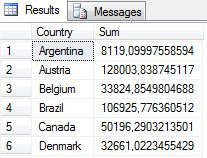 Results Messages
Country Sum
1 Argentina 8119,09997558594
2 Austria 128003,838745117
3 Belgium 33824,8549804688
4 Brazil 106925,776360512
5 Canada 50196,2903213501
6 Denmark 32661,0223455429